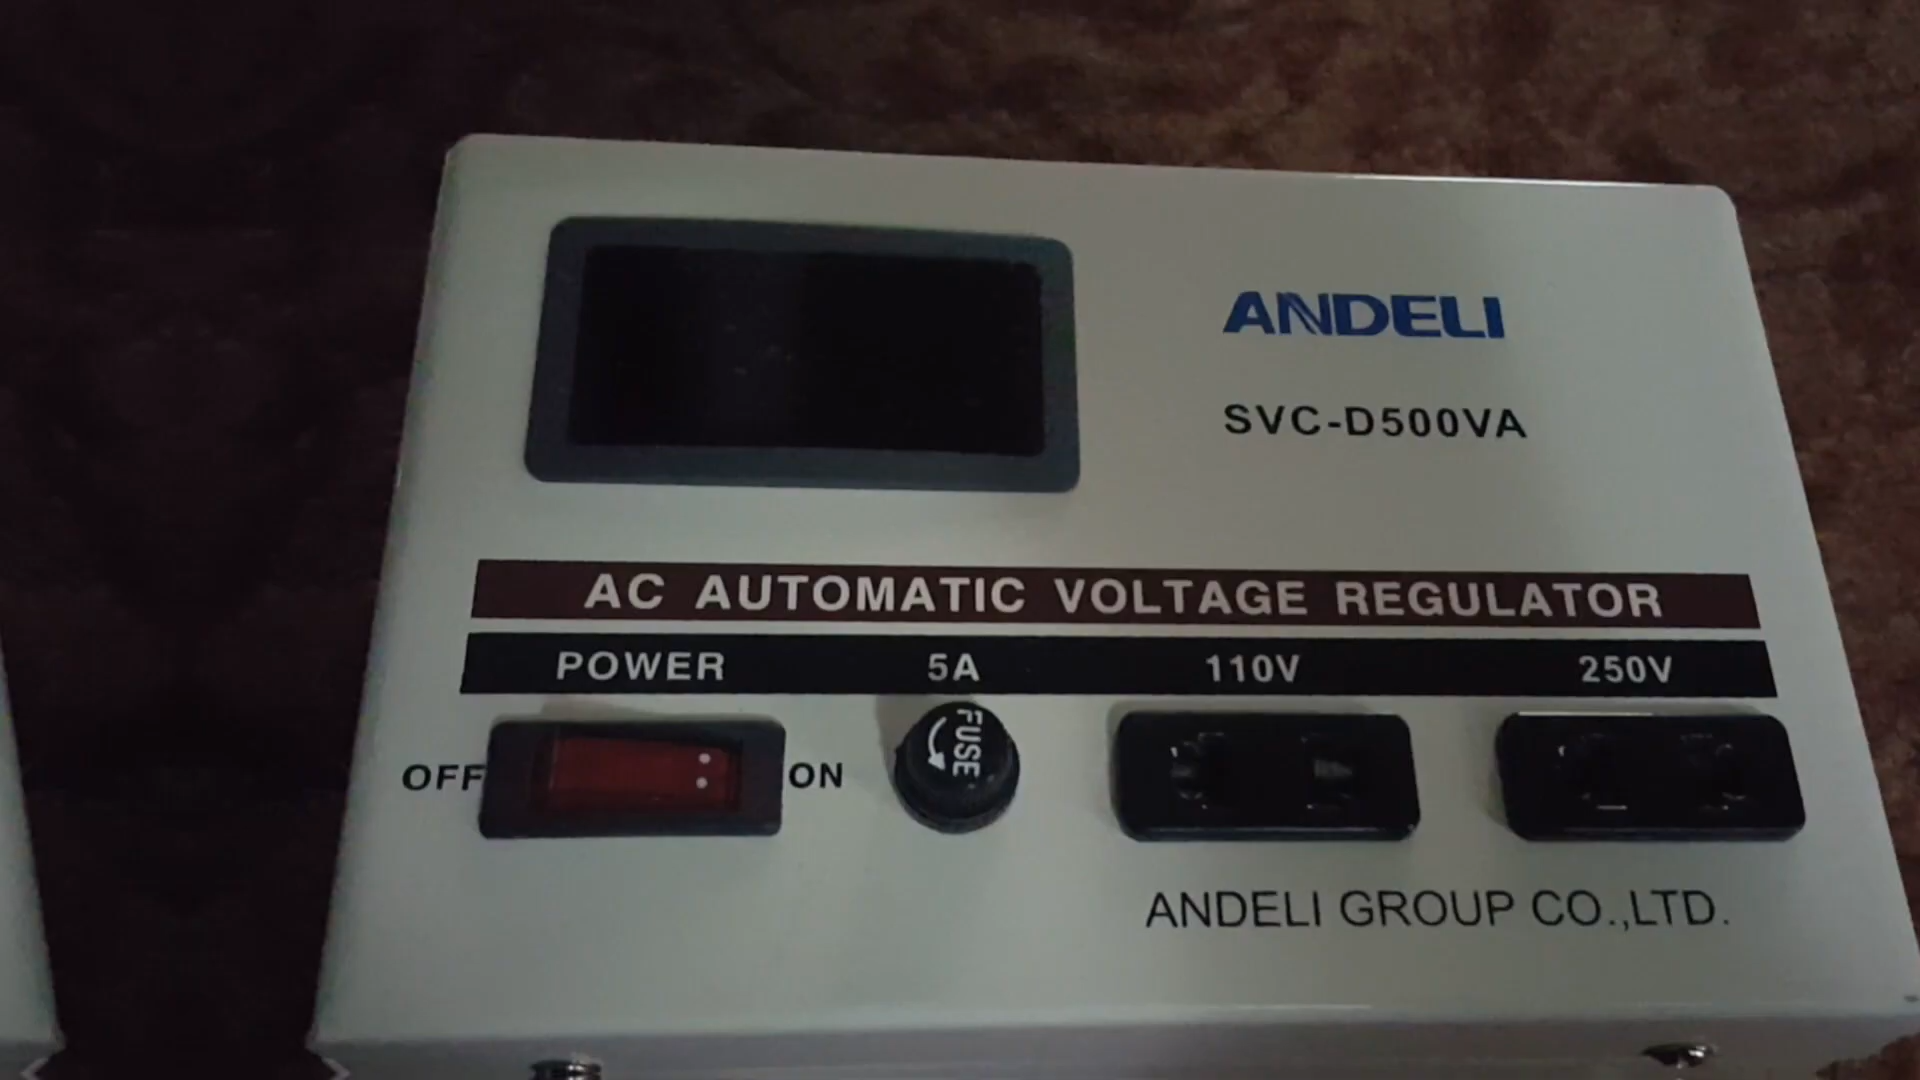 ANDELI
SVC-D500VA
AC AUTOMATIC VOLTAGE REGULATOR
POWER 5A 110V 250V
OFF ON FUSE
ANDELI GROUP CO.,LTD.